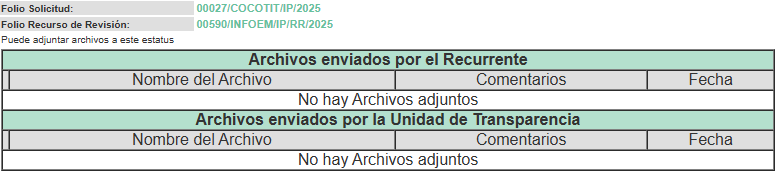 Folio Solicitud: 00027/COCOTIT/IP/2025
Folio Recurso de Revisión: 00590/INFOEM/IP/RR/2025
Puede adjuntar archivos a este estatus
Archivos enviados por el Recurrente
Nombre del Archivo Comentarios Fecha
No hay Archivos adjuntos
Archivos enviados por la Unidad de Transparencia
Nombre del Archivo Comentarios Fecha
No hay Archivos adjuntos